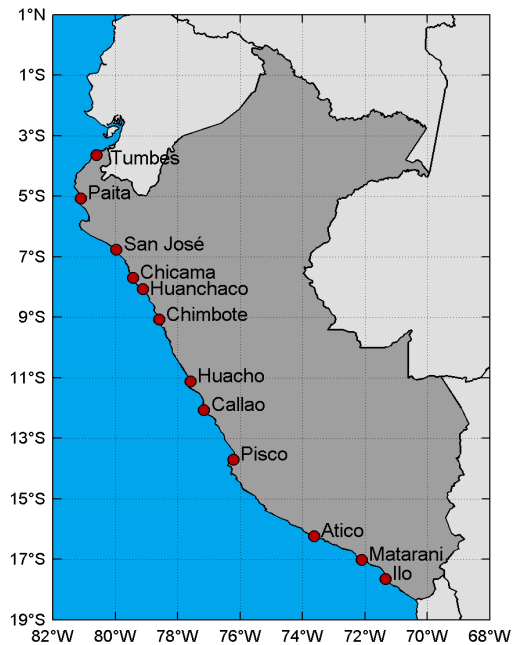 1°N
1°S
3°S
Tumbes
5°S
Paita
San José
7°S
Chicama
Huanchaco
9°S
Chimbote
11°S
Huacho
Callao
13°S
Pisco
15°S
Atico
17°S
Matarani
Ilo
19°S
82°W 80°W 78°W 76°W 74°W 72°W 70°W 68°W